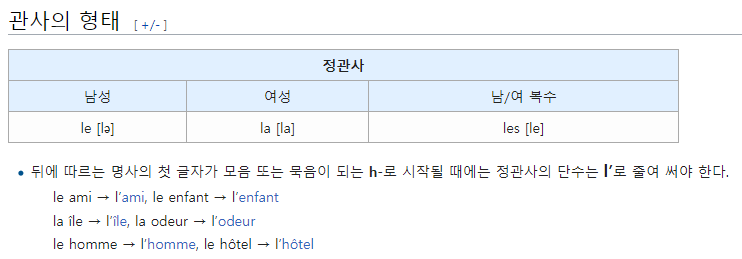 관사의 형태 [ +/- ]
정관사
남성 여성 남/여 복수
le [lə] la [la] les [le]
• 뒤에 따르는 명사의 첫 글자가 모음 또는 묵음이 되는 h-로 시작될 때에는 정관사의 단수는 l′로 줄여 써야 한다.
le ami → l′ami, le enfant → l′enfant
la île → l′île, la odeur → l′odeur
le homme → l′homme, le hôtel → l′hôtel